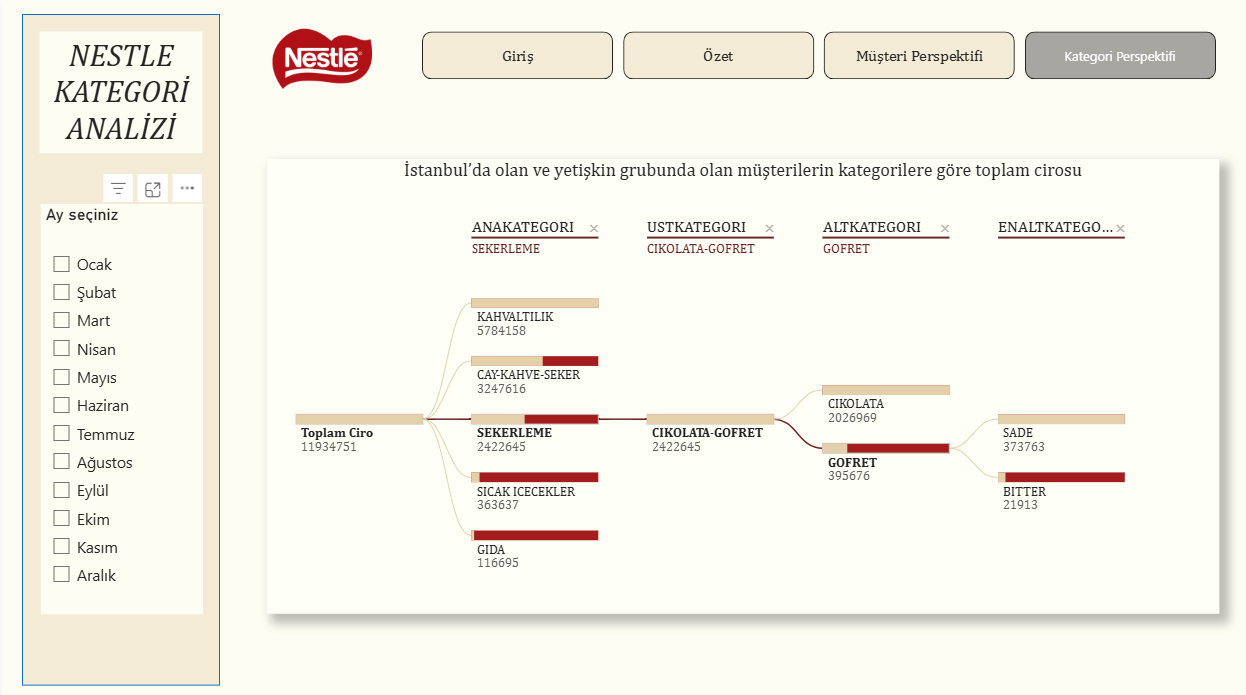 NESTLE
KATEGORİ
ANALİZİ
Nestlé
Giriş
Özet
Müşteri Perspektifi
Kategori Perspektifi
Ay seçiniz
Ocak
Şubat
Mart
Nisan
Mayıs
Haziran
Temmuz
Ağustos
Eylül
Ekim
Kasım
Aralık
İstanbul’da olan ve yetişkin grubunda olan müşterilerin kategorilere göre toplam cirosu
ANAKATEGORI
SEKERLEME
USTKATEGORI
CIKOLATA-GOFRET
ALTKATEGORI
GOFRET
ENALTKATEGO...
Toplam Ciro
11934751
KAHVALTILIK
5784158
CAY-KAHVE-SEKER
3247616
SEKERLEME
2422645
SICAK ICECEKLER
363637
GIDA
116695
CIKOLATA-GOFRET
2422645
CIKOLATA
2026969
GOFRET
395676
SADE
373763
BITTER
21913